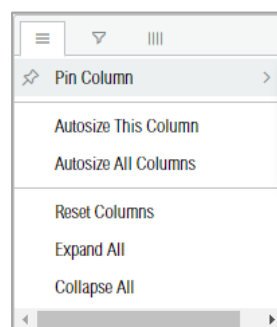 Pin Column
Autosize This Column
Autosize All Columns
Reset Columns
Expand All
Collapse All